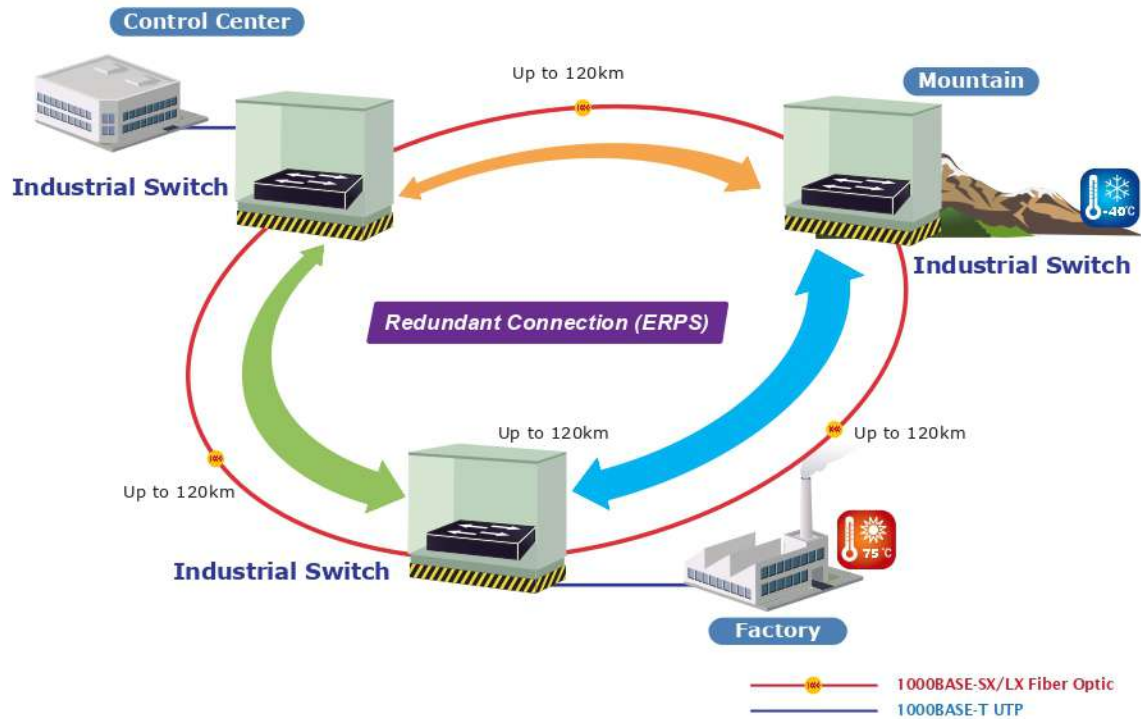 Control Center
Up to 120km
Mountain
Industrial Switch
-40°C
Industrial Switch
Redundant Connection (ERPS)
Up to 120km
Up to 120km
Up to 120km
75°C
Industrial Switch
Factory
1000BASE-SX/LX Fiber Optic
1000BASE-T UTP